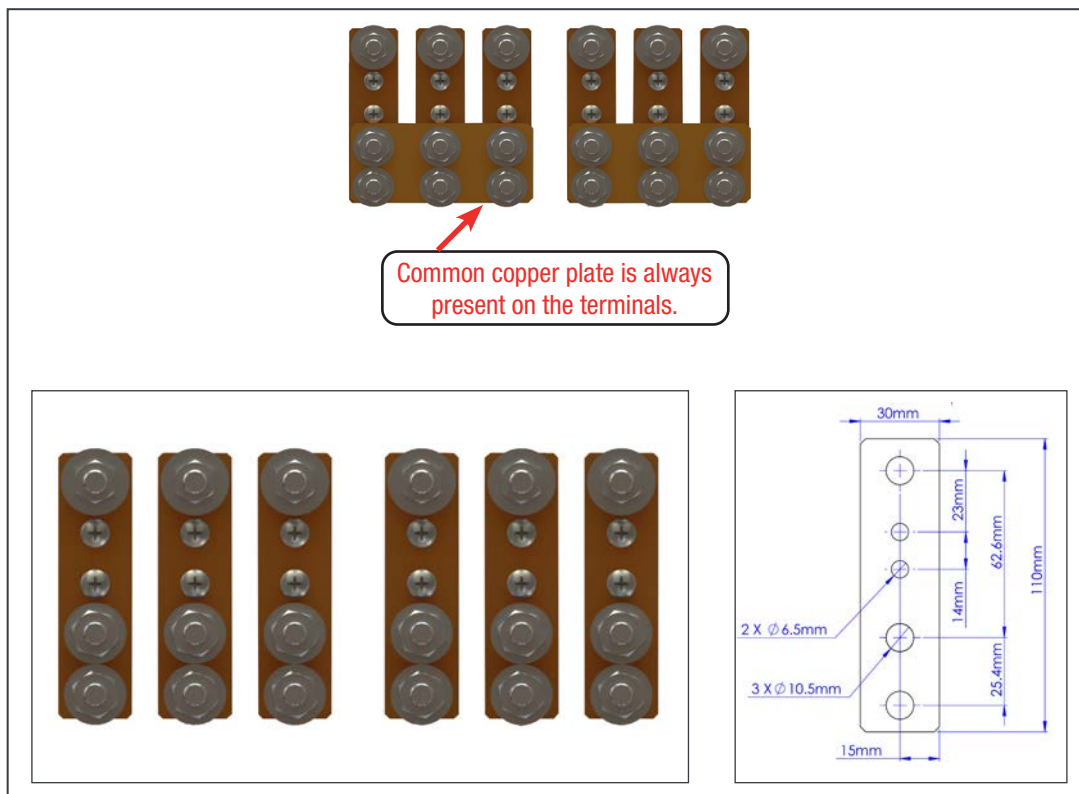 Common copper plate is always
present on the terminals.
30mm
23mm
62.6mm
110mm
14mm
2 X ∅6.5mm
3 X ∅10.5mm
25.4mm
15mm